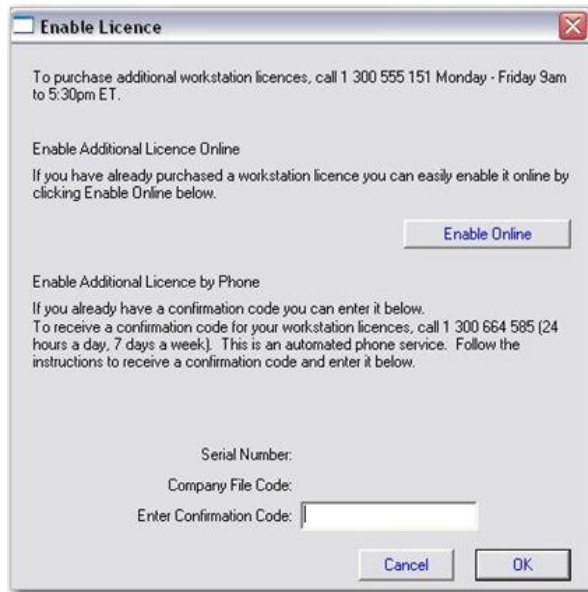 Enable Licence
To purchase additional workstation licences, call 1 300 555 151 Monday - Friday 9am
to 5:30pm ET.
Enable Additional Licence Online
If you have already purchased a workstation licence you can easily enable it online by
clicking Enable Online below.
Enable Online
Enable Additional Licence by Phone
If you already have a confirmation code you can enter it below.
To receive a confirmation code for your workstation licences, call 1 300 664 585 (24
hours a day, 7 days a week). This is an automated phone service. Follow the
instructions to receive a confirmation code and enter it below.
Serial Number:
Company File Code:
Enter Confirmation Code:
Cancel OK